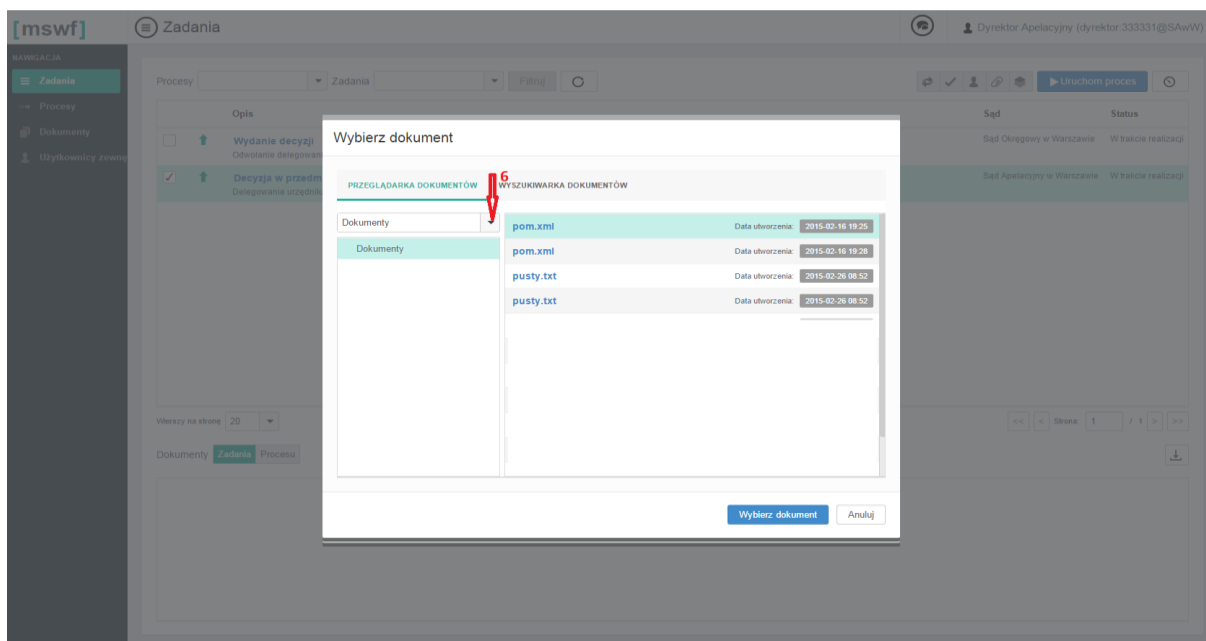 [mswf] Zadania Dyrektor Apelacyjny (dyrektor.333331@SAwW)
NAWIGACJA
Zadania
Procesy
Dokumenty
Użytkownicy zewnę
Procesy Zadania Filtruj Uruchom proces
Opis Sąd Status
Wydanie decyzji Sąd Okręgowy w Warszawie W trakcie realizacji
Odwołanie delegowan
Decyzja w przedm Sąd Apelacyjny w Warszawie W trakcie realizacji
Delegowanie urzędnik
Wybierz dokument
6
PRZEGLĄDARKA DOKUMENTÓW WYSZUKIWARKA DOKUMENTÓW
Dokumenty
Dokumenty
pom.xml Data utworzenia: 2015-02-16 19:25
pom.xml Data utworzenia: 2015-02-16 19:28
pusty.txt Data utworzenia: 2015-02-26 08:52
pusty.txt Data utworzenia: 2015-02-26 08:52
Wierszy na stronę 20 << < Strona: 1 / 1 > >>
Dokumenty Zadania Procesu
Wybierz dokument Anuluj